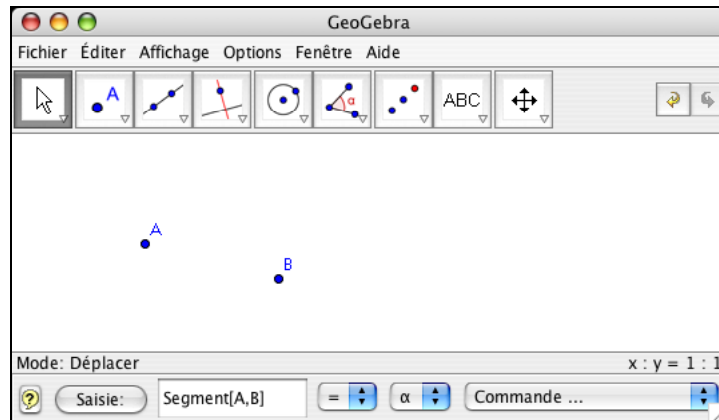 GeoGebra
Fichier Éditer Affichage Options Fenêtre Aide
A α ABC
A
B
Mode: Déplacer x : y = 1 : 1
? Saisie: Segment[A,B] = α Commande ...